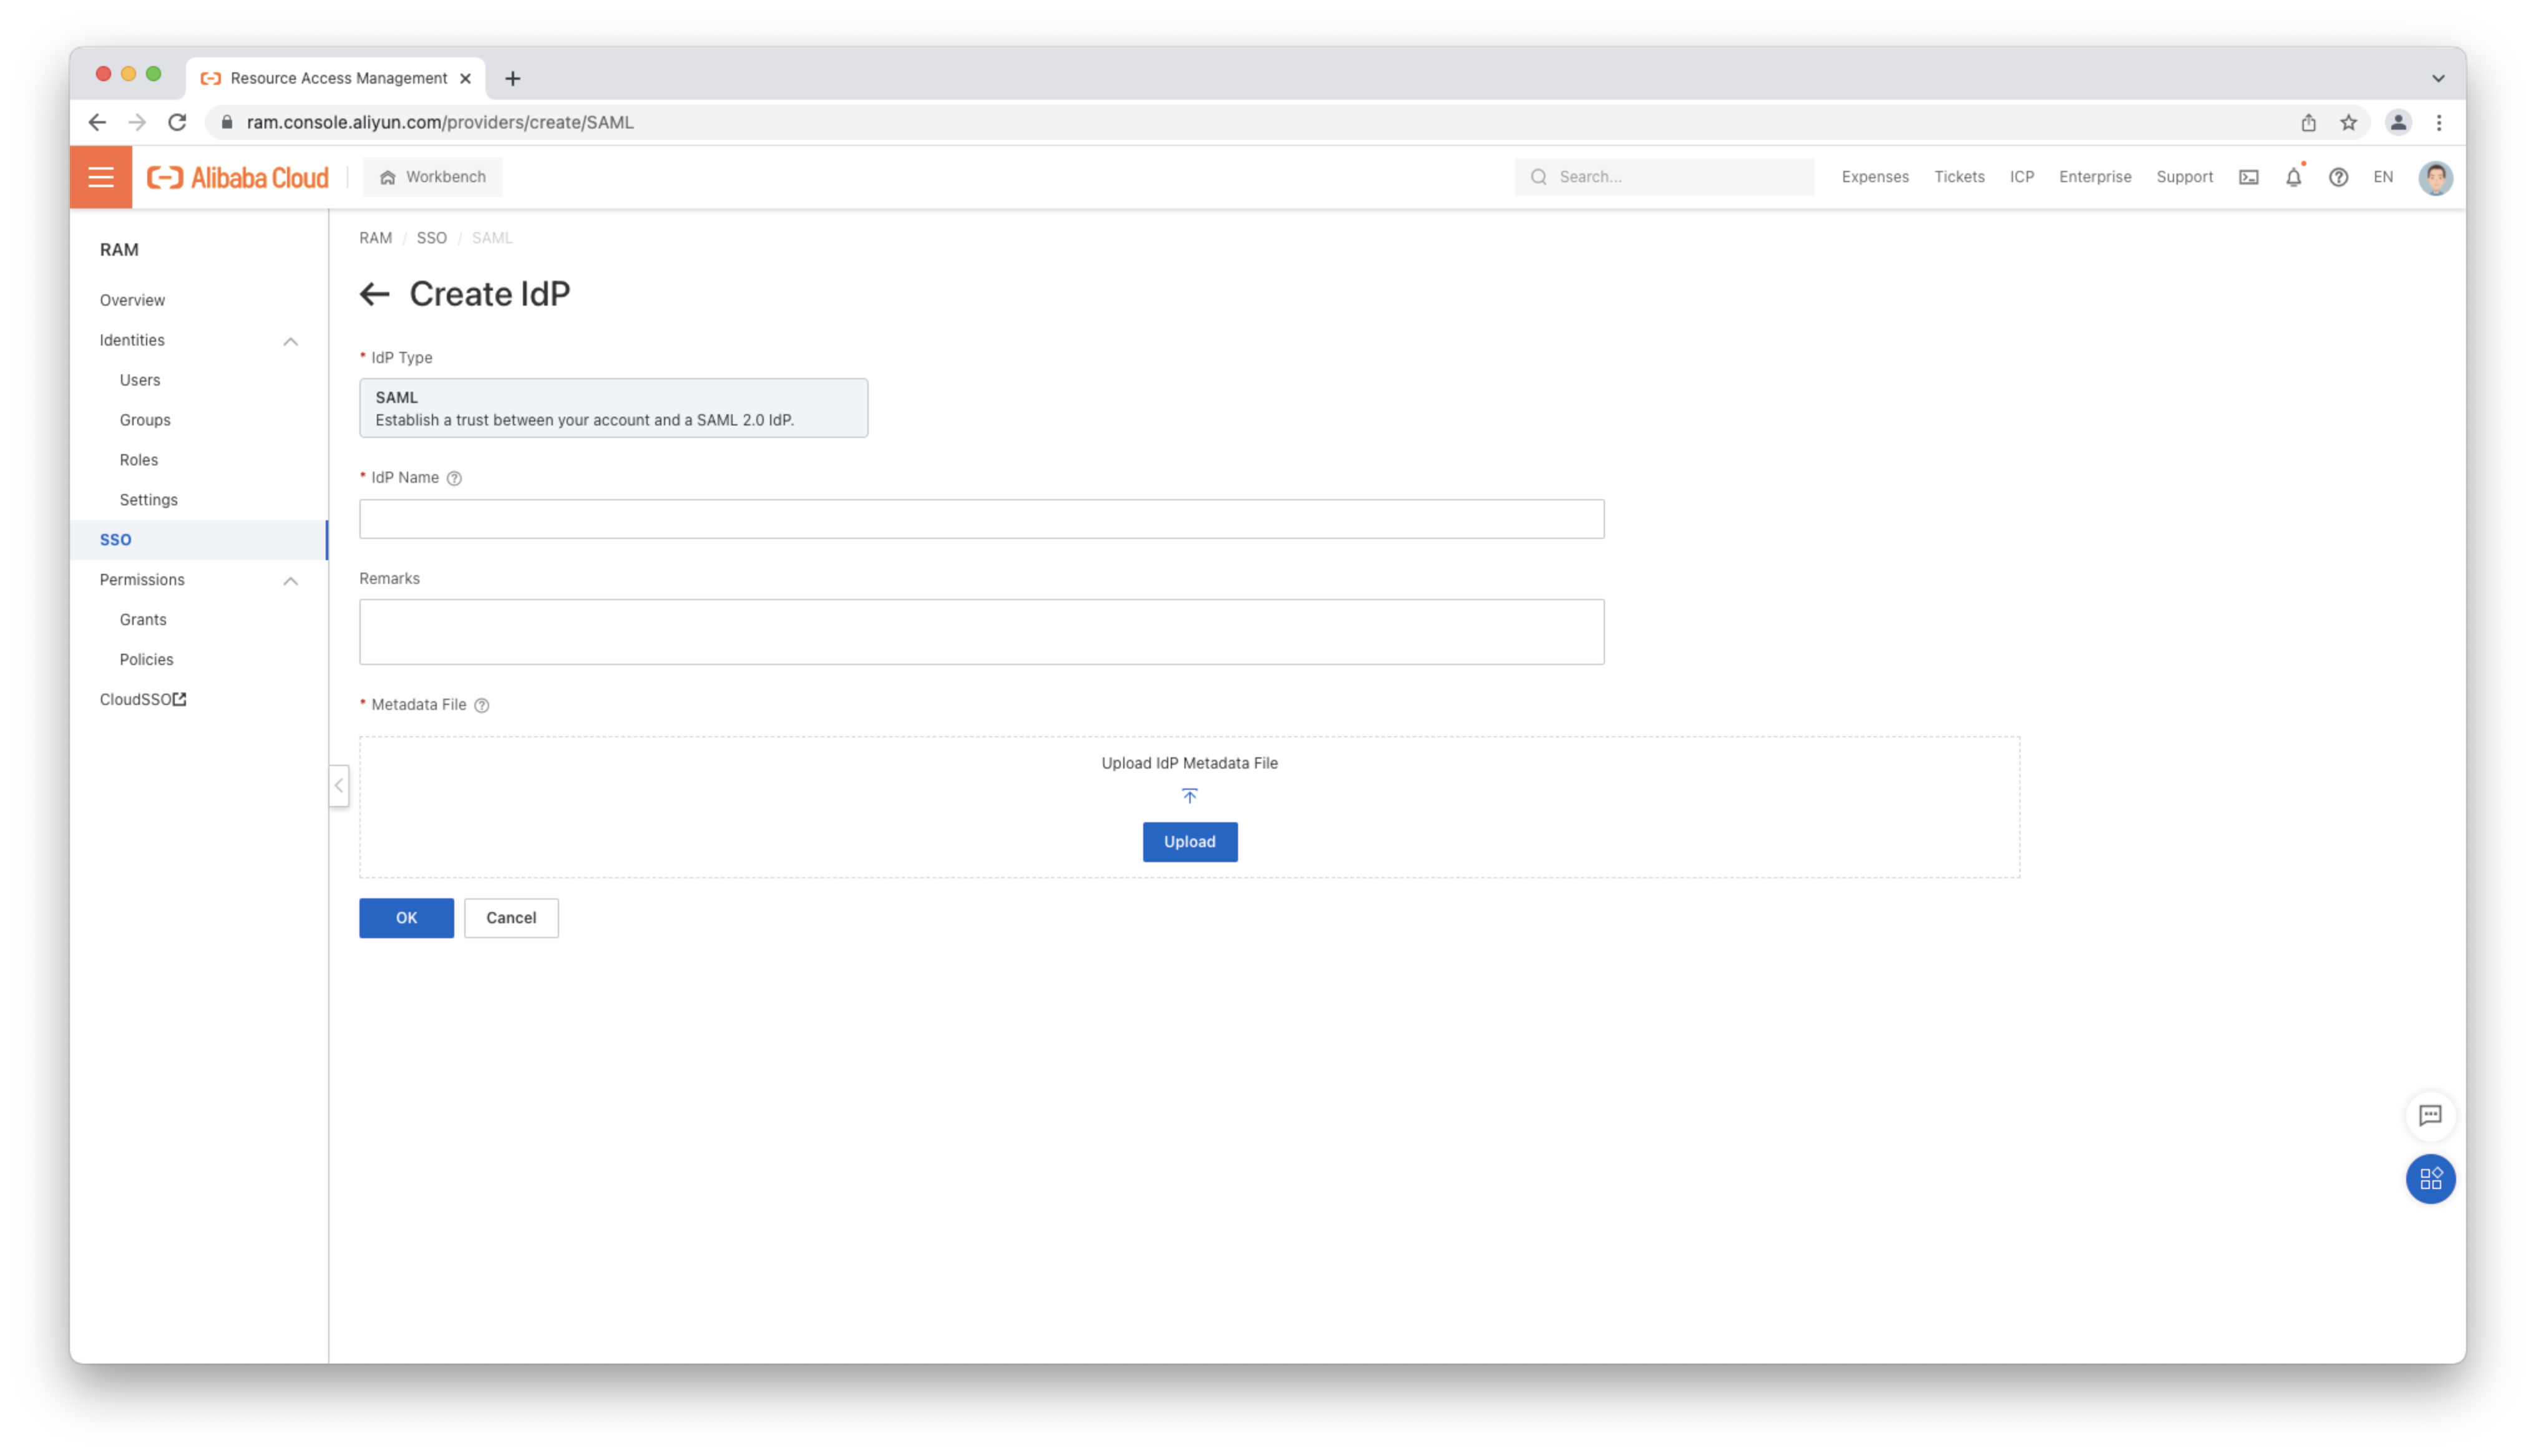 Resource Access Management
ram.console.aliyun.com/providers/create/SAML
Alibaba Cloud
Workbench
Search...
Expenses
Tickets
ICP
Enterprise
Support
EN
RAM
Overview
Identities
Users
Groups
Roles
Settings
SSO
Permissions
Grants
Policies
CloudSSO
RAM / SSO / SAML
Create IdP
* IdP Type
SAML
Establish a trust between your account and a SAML 2.0 IdP.
* IdP Name
Remarks
* Metadata File
Upload IdP Metadata File
Upload
OK
Cancel